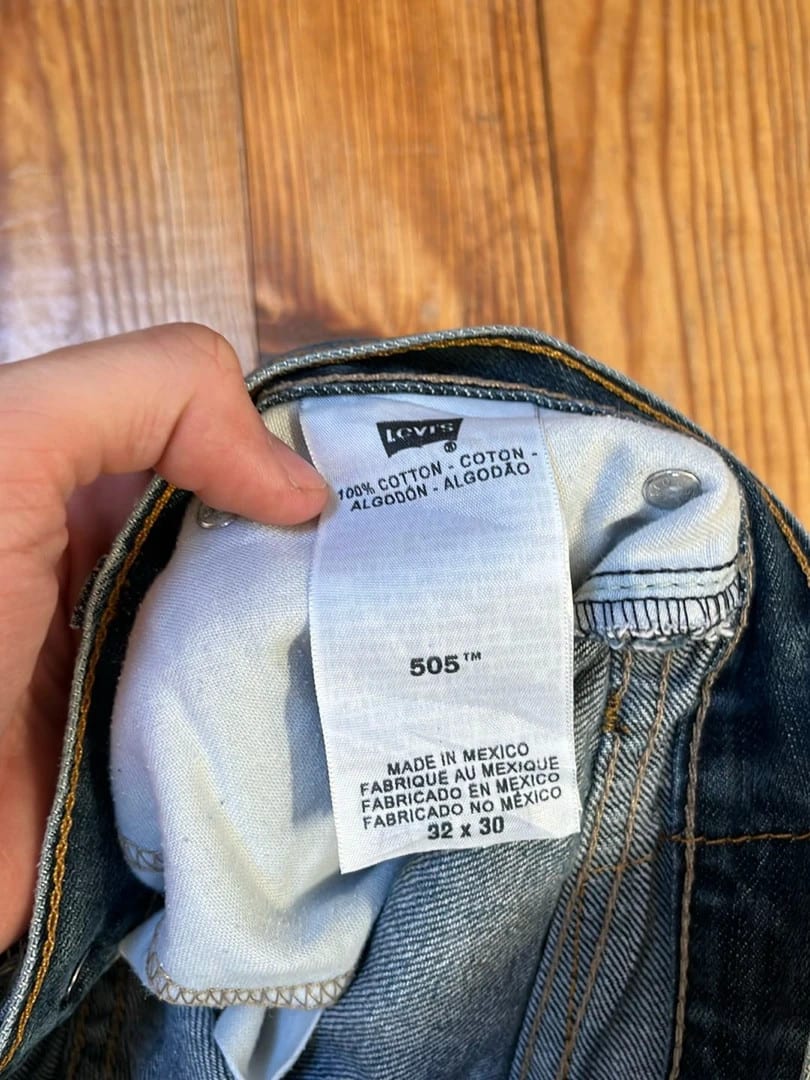 Levi's
®
100% COTTON - COTON -
ALGODÓN - ALGODÃO
505™
MADE IN MEXICO
FABRIQUE AU MEXIQUE
FABRICADO EN MEXICO
FABRICADO NO MÉXICO
32 x 30